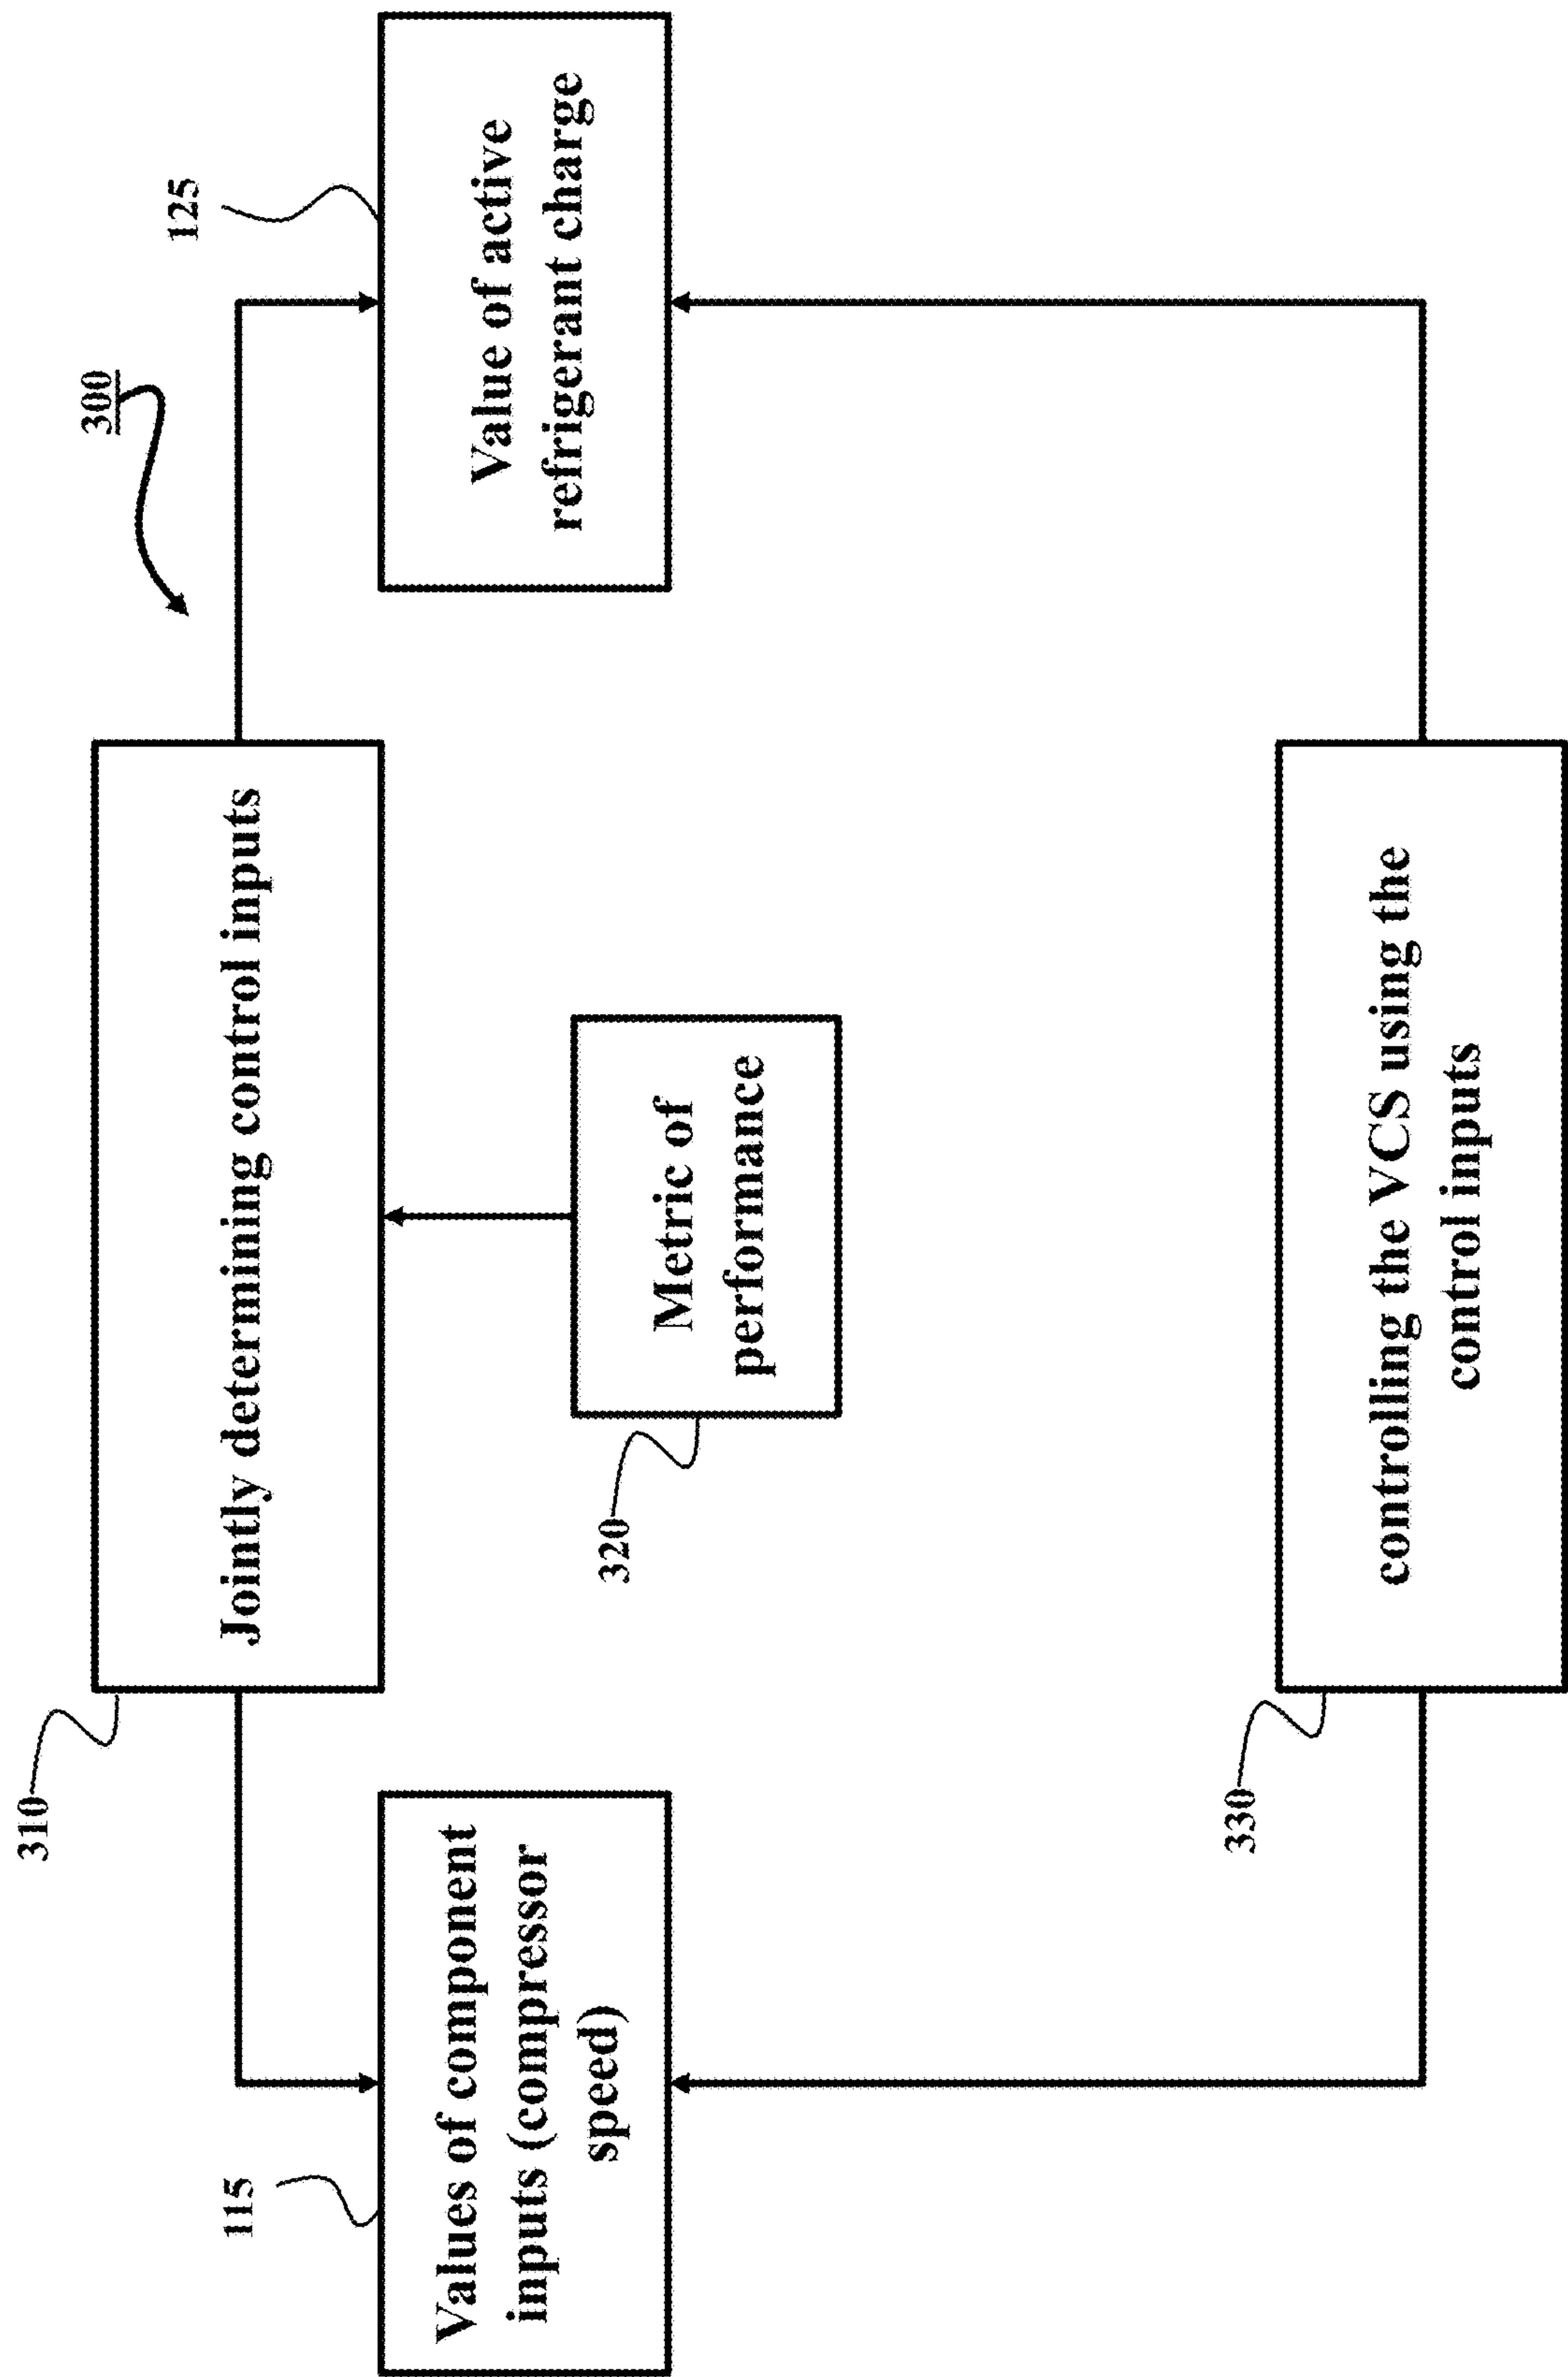 300
310
Jointly determining control inputs
115
Values of component
inputs (compressor
speed)
125
Value of active
refrigerant charge
320
Metric of
performance
330
controlling the VCS using the
control inputs